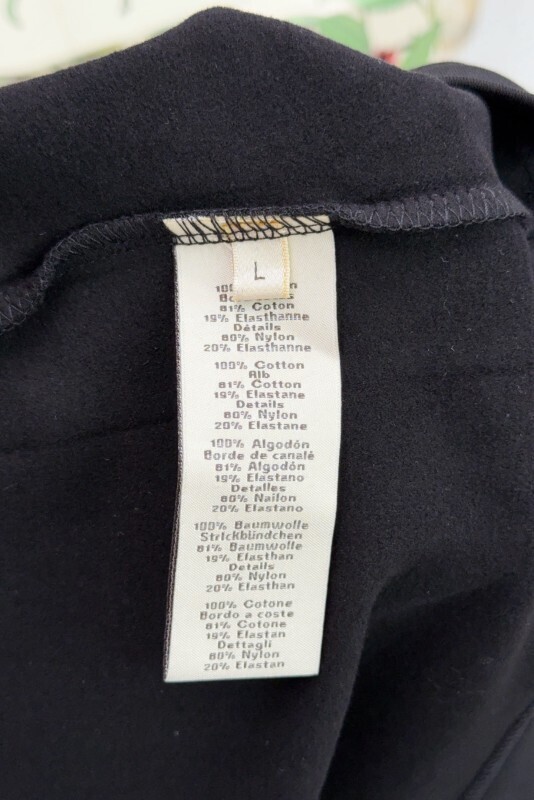 L
81% Coton
19% Elasthanne
Détails
80% Nylon
20% Elasthanne
100% Cotton
Rib
81% Cotton
19% Elastane
Details
80% Nylon
20% Elastane
100% Algodón
Borde de canalé
81% Algodón
19% Elastano
Detalles
80% Nailon
20% Elastano
100% Baumwolle
Strickbündchen
81% Baumwolle
19% Elasthan
Details
80% Nylon
20% Elasthan
100% Cotone
Bordo a coste
81% Cotone
19% Elastan
Dettagli
80% Nylon
20% Elastan